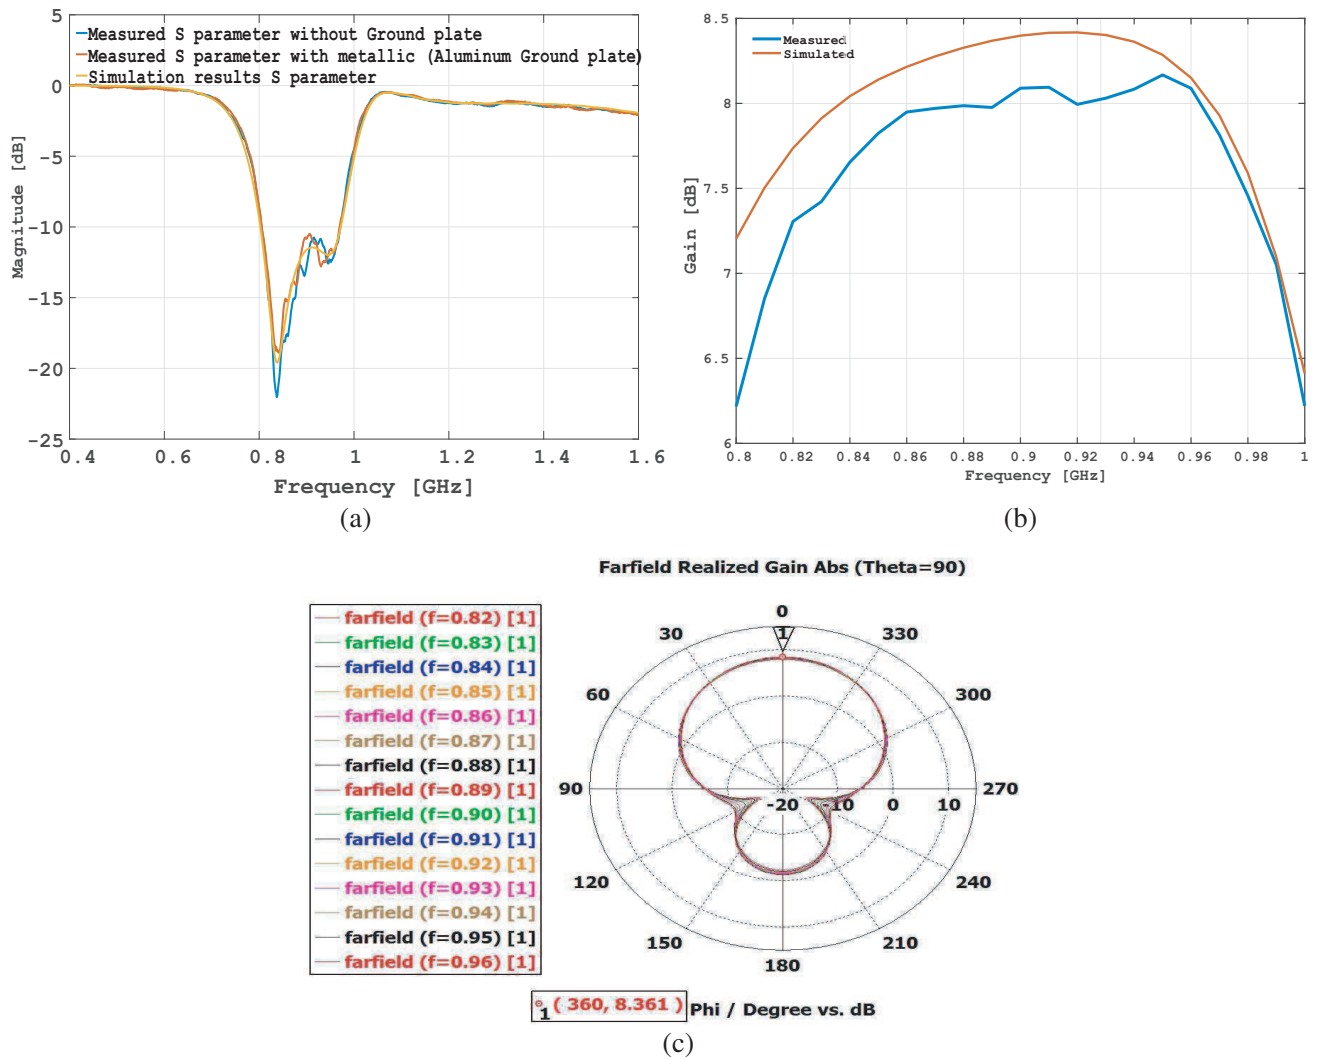 5
0
-5
-10
-15
-20
-25
Magnitude [dB]
Measured S parameter without Ground plate
Measured S parameter with metallic (Aluminum Ground plate)
Simulation results S parameter
0.4 0.6 0.8 1 1.2 1.4 1.6
Frequency [GHz]
(a)
8.5
8
7.5
7
6.5
6
Gain [dB]
Measured
Simulated
0.8 0.82 0.84 0.86 0.88 0.9 0.92 0.94 0.96 0.98 1
Frequency [GHz]
(b)
Farfield Realized Gain Abs (Theta=90)
farfield (f=0.82) [1]
farfield (f=0.83) [1]
farfield (f=0.84) [1]
farfield (f=0.85) [1]
farfield (f=0.86) [1]
farfield (f=0.87) [1]
farfield (f=0.88) [1]
farfield (f=0.89) [1]
farfield (f=0.90) [1]
farfield (f=0.91) [1]
farfield (f=0.92) [1]
farfield (f=0.93) [1]
farfield (f=0.94) [1]
farfield (f=0.95) [1]
farfield (f=0.96) [1]
0
30 1 330
60 300
90 270
-20 -10 0 10
120 240
150 210
180
1 ( 360, 8.361 ) Phi / Degree vs. dB
(c)